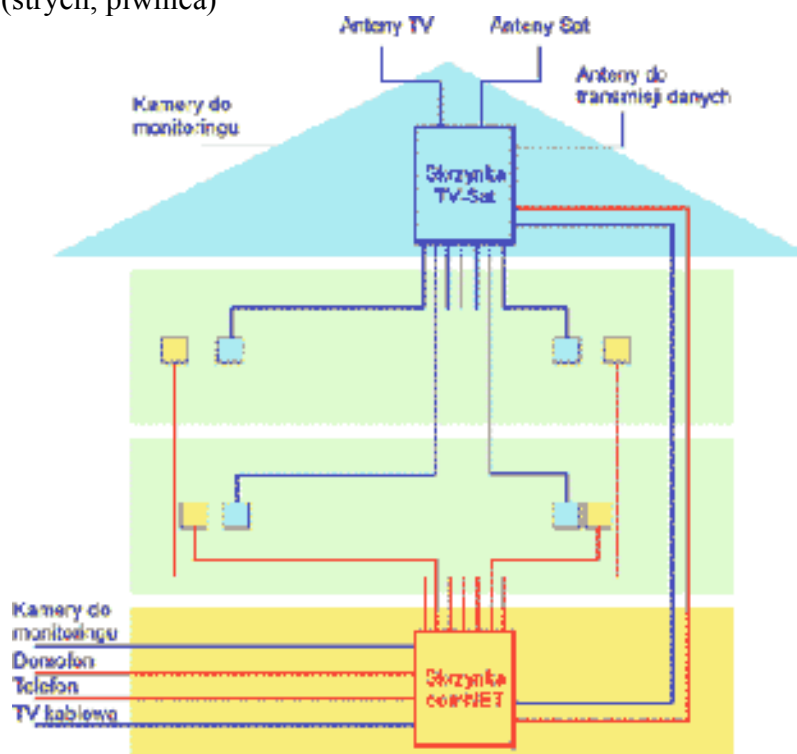 (strych, piwnica)
Anteny TV Anteny Sat
Anteny do
transmisji danych
Kamery do
monitoringu
Skrzynka
TV-Sat
Kamery do
monitoringu
Domofon
Telefon
TV kablowa
Skrzynka
comNET